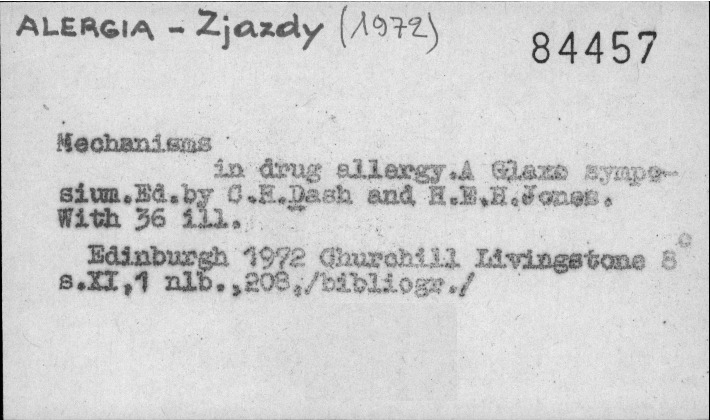 ALERGIA - Zjazdy (1972)
84457
Mechanisms
in drug allergy.A Glaxo sympo-
sium.Ed.by C.H.Dash and H.E.H.Jones.
With 36 ill.
Edinburgh 1972 Churchill Livingstone 8°
s.XI,1 nlb.,208,/bibliogr./